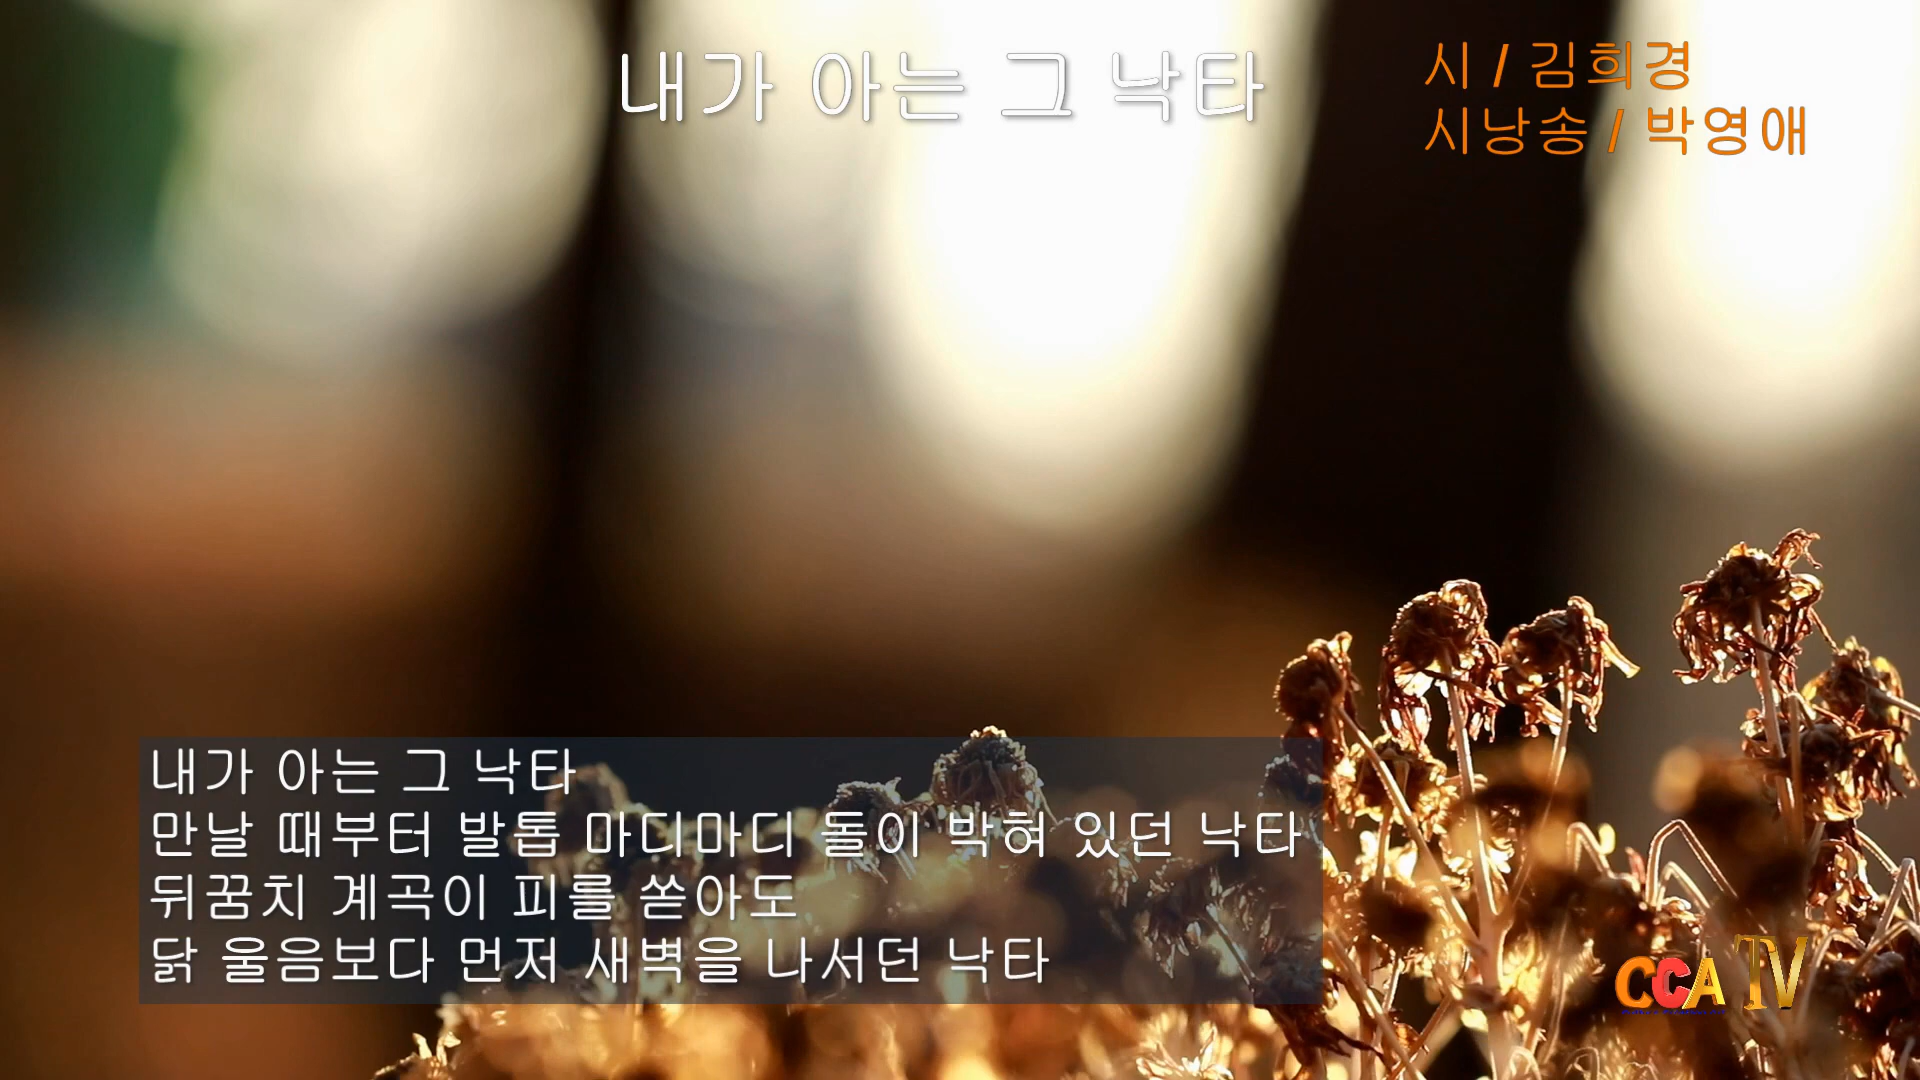 내가 아는 그 낙타
시 / 김희경
시낭송 / 박영애
내가 아는 그 낙타
만날 때부터 발톱 마디마디 돌이 박혀 있던 낙타
뒤꿈치 계곡이 피를 쏟아도
닭 울음보다 먼저 새벽을 나서던 낙타
CCA TV